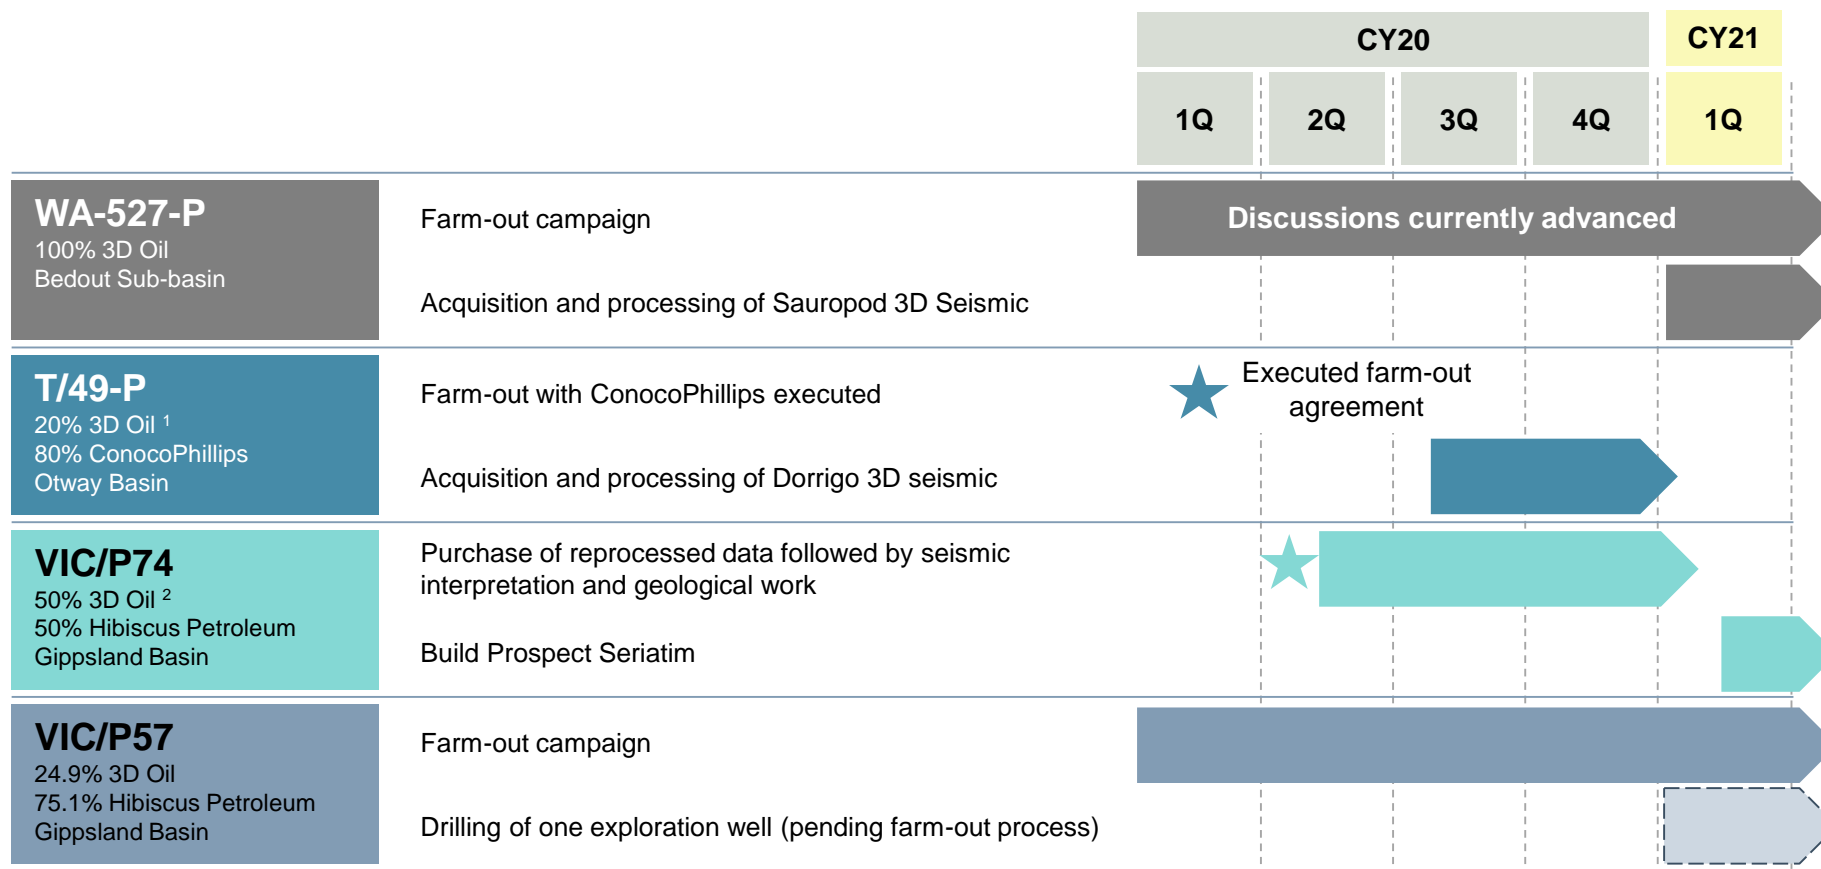 CY20
CY21
1Q
2Q
3Q
4Q
1Q
WA-527-P
100% 3D Oil
Bedout Sub-basin
Farm-out campaign
Discussions currently advanced
Acquisition and processing of Sauropod 3D Seismic
T/49-P
20% 3D Oil 1
80% ConocoPhillips
Otway Basin
Farm-out with ConocoPhillips executed
Executed farm-out
agreement
Acquisition and processing of Dorrigo 3D seismic
VIC/P74
50% 3D Oil 2
50% Hibiscus Petroleum
Gippsland Basin
Purchase of reprocessed data followed by seismic
interpretation and geological work
Build Prospect Seriatim
VIC/P57
24.9% 3D Oil
75.1% Hibiscus Petroleum
Gippsland Basin
Farm-out campaign
Drilling of one exploration well (pending farm-out process)